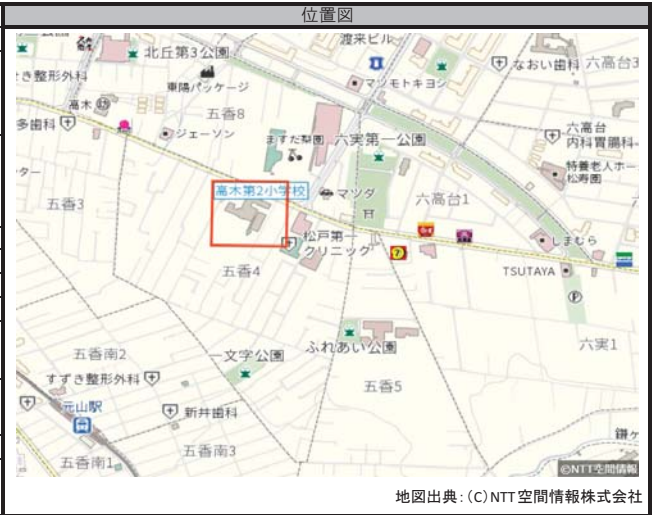 位置図
渡来ビル
北丘第3公園
なおい歯科
六高台3
き整形外科
東陽パッケージ
マツモトキヨシ
高木
五香8
多歯科
ジェーソン
ますだ梨園
六実第一公園
六高台
内科胃腸科
特養老人ホー
松寿園
ター
高木第2小学校
マツダ
五香3
六高台1
松戸第一
クリニック
しまむら
五香4
TSUTAYA
五香南2
一文字公園
ふれあい公園
六実1
すずき整形外科
五香5
元山駅
新井歯科
五香南3
五香南1
鎌ヶ
©NTT空間情報
地図出典：(C)NTT空間情報株式会社